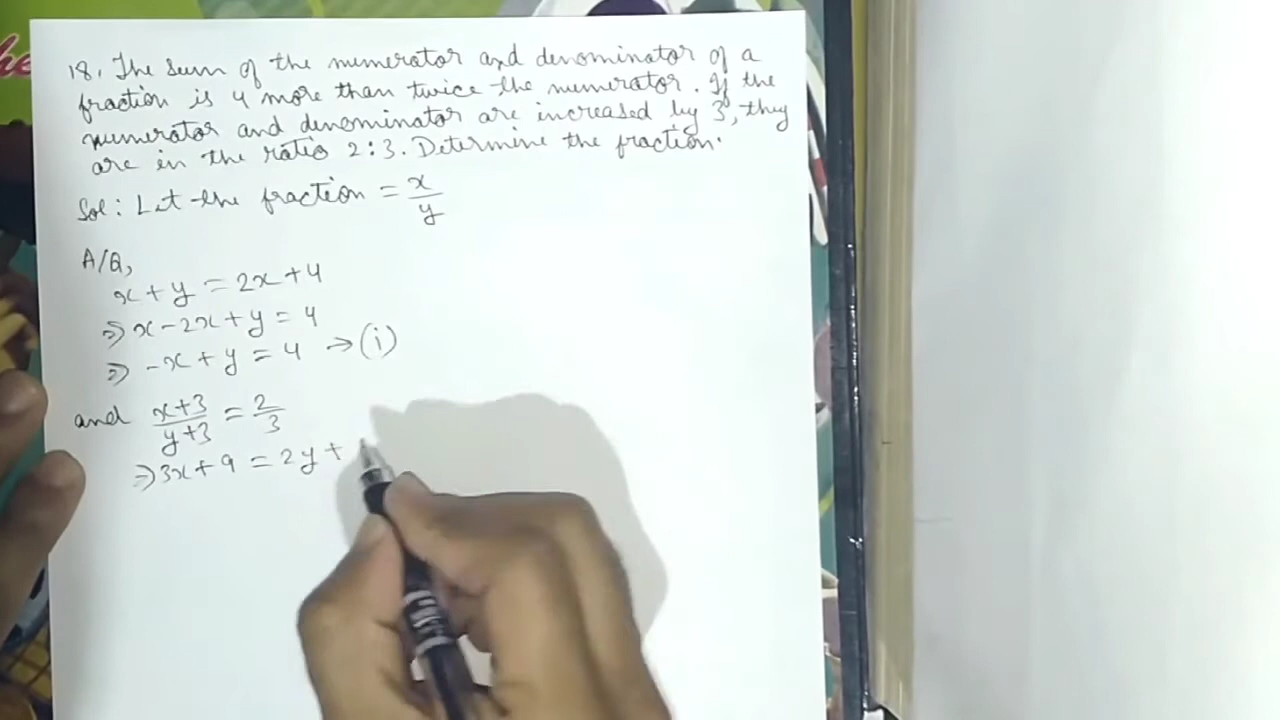 he
18. The sum of the numerator and denominator of a
fraction is 4 more than twice the numerator. If the
numerator and denominator are increased by 3, they
are in the ratio 2:3. Determine the fraction.
Sol: Let the fraction = x/y
A/Q,
x + y = 2x + 4
⇒ x - 2x + y = 4
⇒ -x + y = 4 → (i)
and (x+3)/(y+3) = 2/3
⇒ 3x + 9 = 2y +